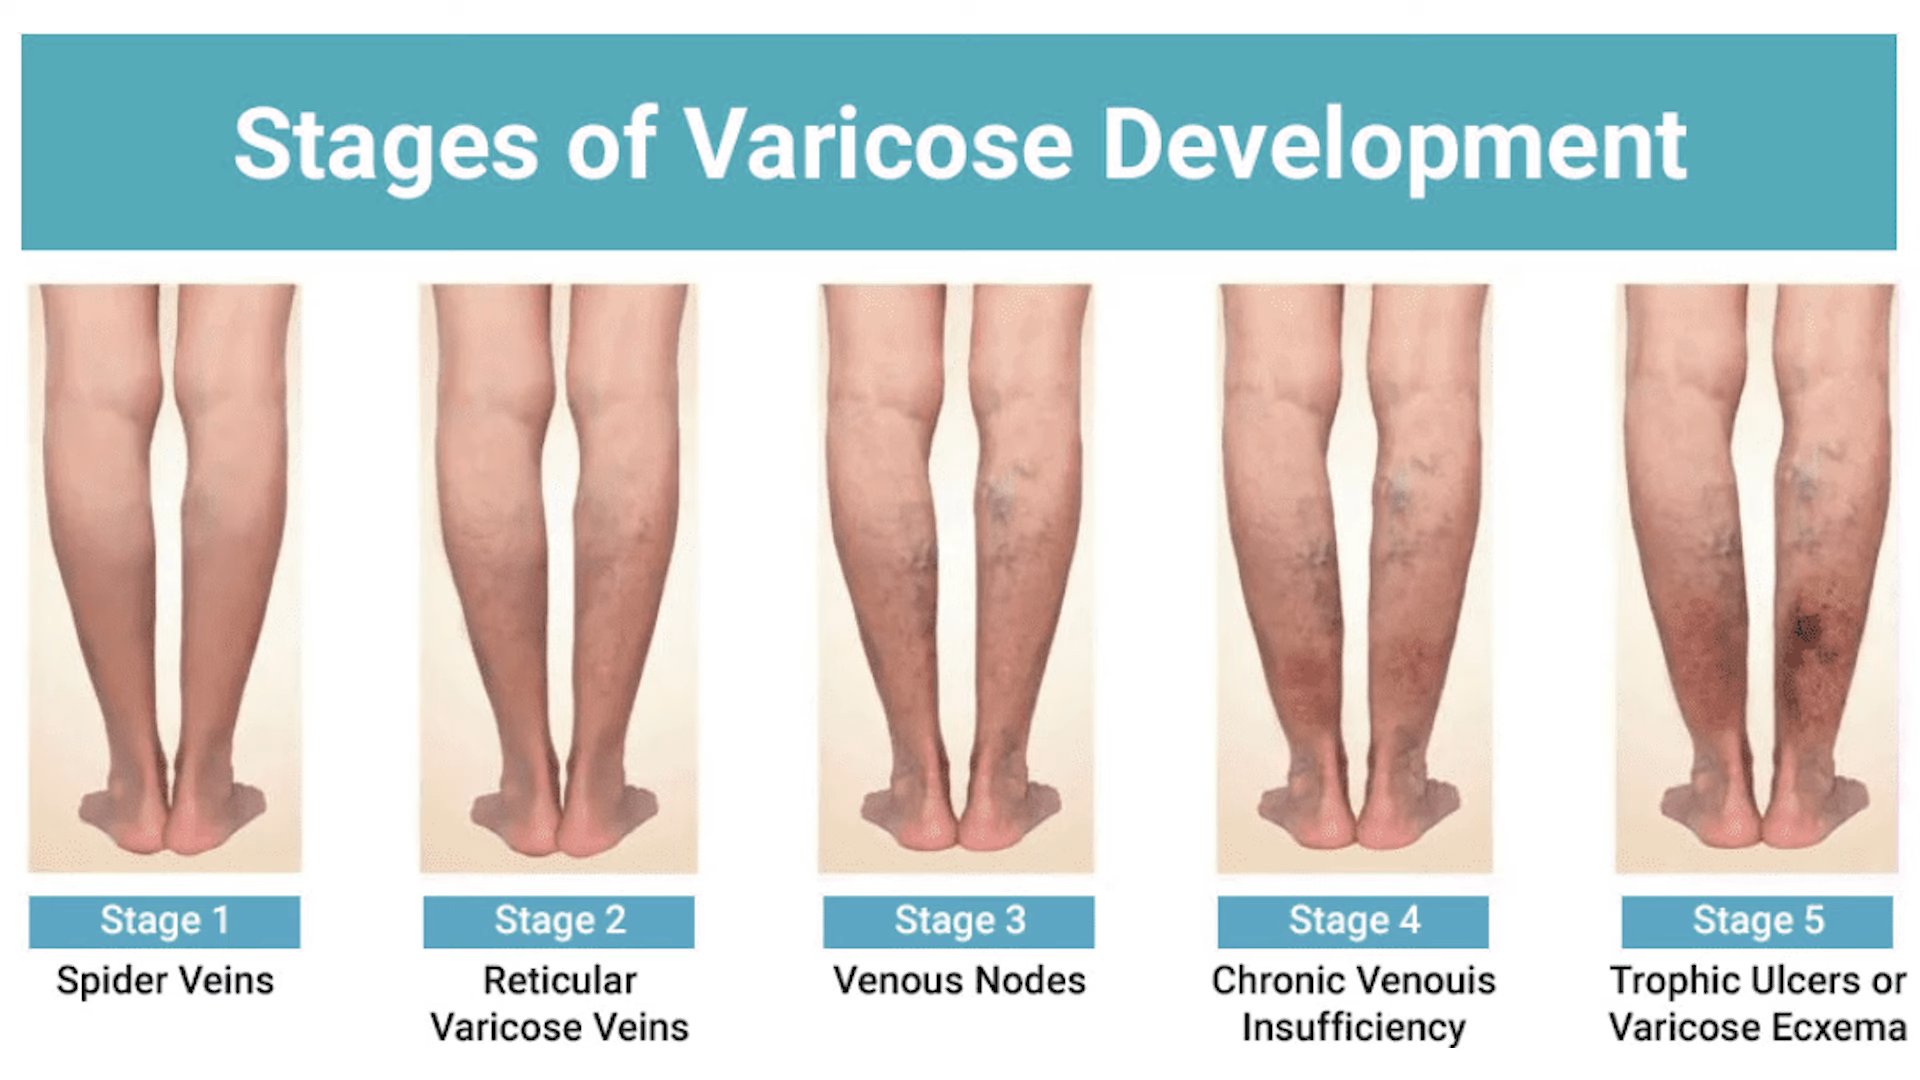 Stages of Varicose Development
Stage 1
Spider Veins
Stage 2
Reticular
Varicose Veins
Stage 3
Venous Nodes
Stage 4
Chronic Venouis
Insufficiency
Stage 5
Trophic Ulcers or
Varicose Ecxema